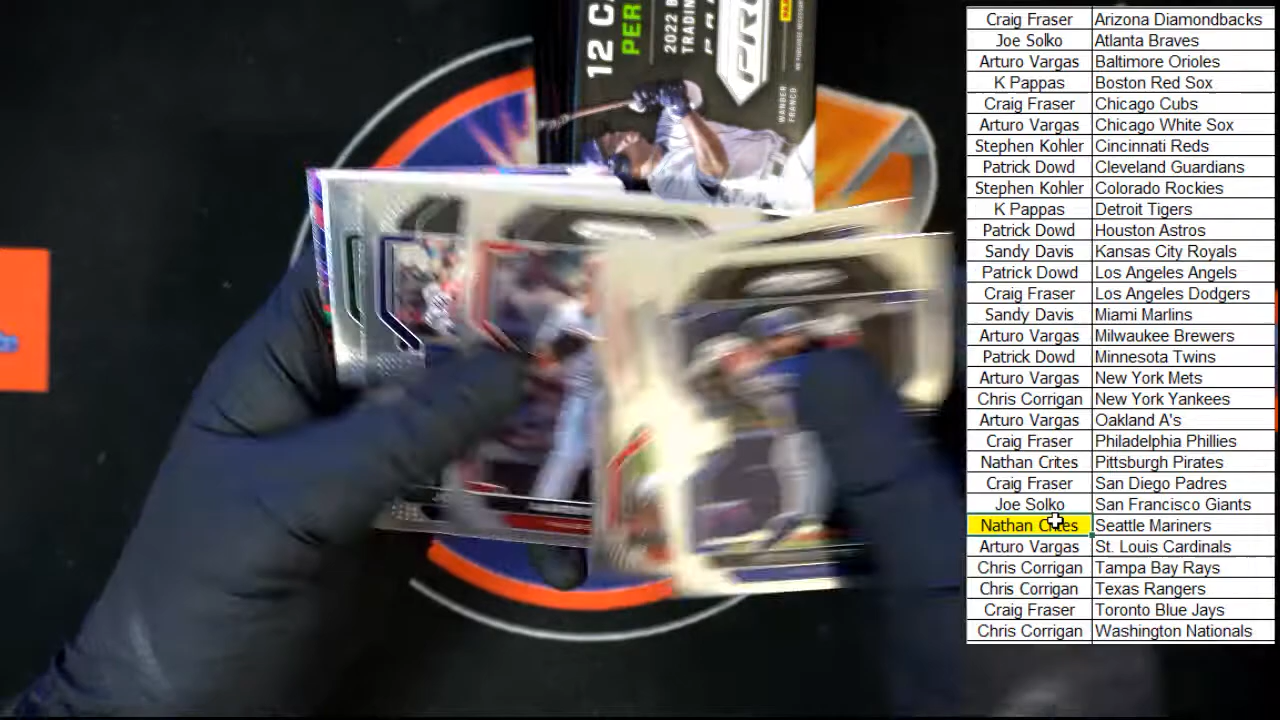 12 C
PER
2022 B
TRADIN
PR
WANDER
FRANCO
Craig Fraser Arizona Diamondbacks
Joe Solko Atlanta Braves
Arturo Vargas Baltimore Orioles
K Pappas Boston Red Sox
Craig Fraser Chicago Cubs
Arturo Vargas Chicago White Sox
Stephen Kohler Cincinnati Reds
Patrick Dowd Cleveland Guardians
Stephen Kohler Colorado Rockies
K Pappas Detroit Tigers
Patrick Dowd Houston Astros
Sandy Davis Kansas City Royals
Patrick Dowd Los Angeles Angels
Craig Fraser Los Angeles Dodgers
Sandy Davis Miami Marlins
Arturo Vargas Milwaukee Brewers
Patrick Dowd Minnesota Twins
Arturo Vargas New York Mets
Chris Corrigan New York Yankees
Arturo Vargas Oakland A's
Craig Fraser Philadelphia Phillies
Nathan Crites Pittsburgh Pirates
Craig Fraser San Diego Padres
Joe Solko San Francisco Giants
Nathan Crites Seattle Mariners
Arturo Vargas St. Louis Cardinals
Chris Corrigan Tampa Bay Rays
Chris Corrigan Texas Rangers
Craig Fraser Toronto Blue Jays
Chris Corrigan Washington Nationals